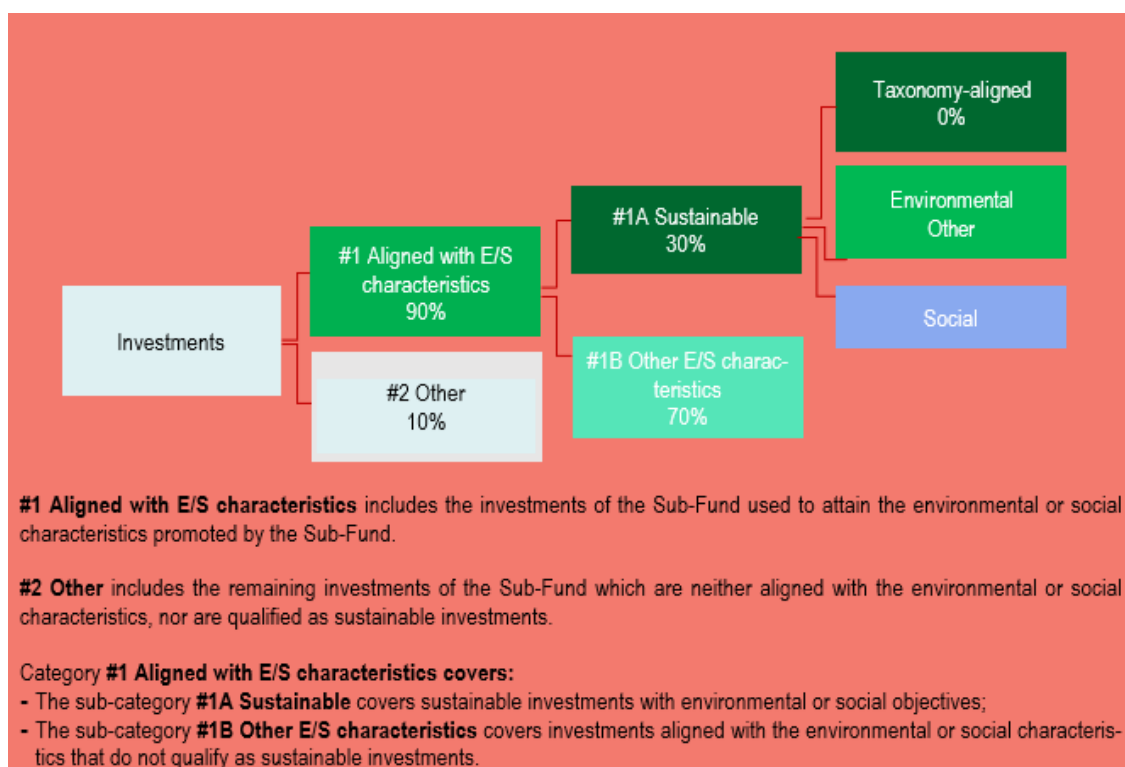 Taxonomy-aligned
0%
Environmental
Other
#1A Sustainable
30%
#1 Aligned with E/S
characteristics
90%
Social
Investments
#1B Other E/S charac-
teristics
70%
#2 Other
10%
#1 Aligned with E/S characteristics includes the investments of the Sub-Fund used to attain the environmental or social
characteristics promoted by the Sub-Fund.
#2 Other includes the remaining investments of the Sub-Fund which are neither aligned with the environmental or social
characteristics, nor are qualified as sustainable investments.
Category #1 Aligned with E/S characteristics covers:
- The sub-category #1A Sustainable covers sustainable investments with environmental or social objectives;
- The sub-category #1B Other E/S characteristics covers investments aligned with the environmental or social characteris-
tics that do not qualify as sustainable investments.